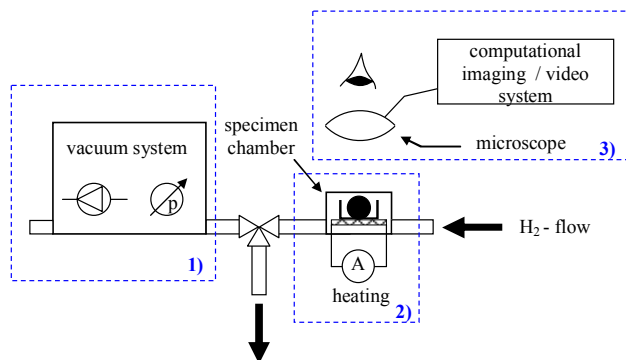 computational
imaging / video
system
microscope
3)
specimen
chamber
vacuum system
p
1)
H2 - flow
A
heating
2)